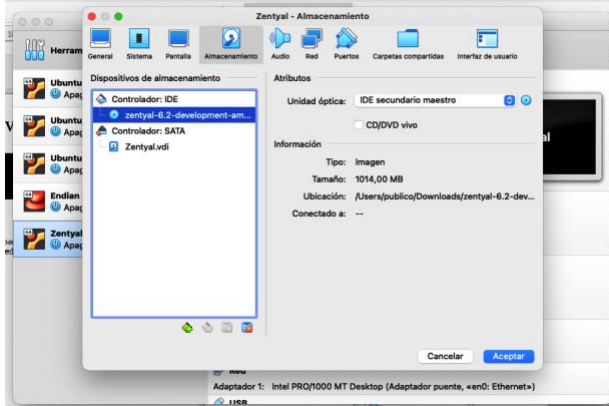 Zentyal - Almacenamiento
General Sistema Pantalla Almacenamiento Audio Red Puertos Carpetas compartidas Interfaz de usuario
Herram
Ubuntu
Apag
Ubuntu
Apag
Ubuntu
Apag
Endian
Apag
Zentyal
Apag
Dispositivos de almacenamiento
Controlador: IDE
zentyal-6.2-development-am...
Controlador: SATA
Zentyal.vdi
Atributos
Unidad óptica: IDE secundario maestro
CD/DVD vivo
Información
Tipo: Imagen
Tamaño: 1014,00 MB
Ubicación: /Users/publico/Downloads/zentyal-6.2-dev...
Conectado a: --
al
Cancelar Aceptar
Red
Adaptador 1: Intel PRO/1000 MT Desktop (Adaptador puente, «en0: Ethernet»)
USB